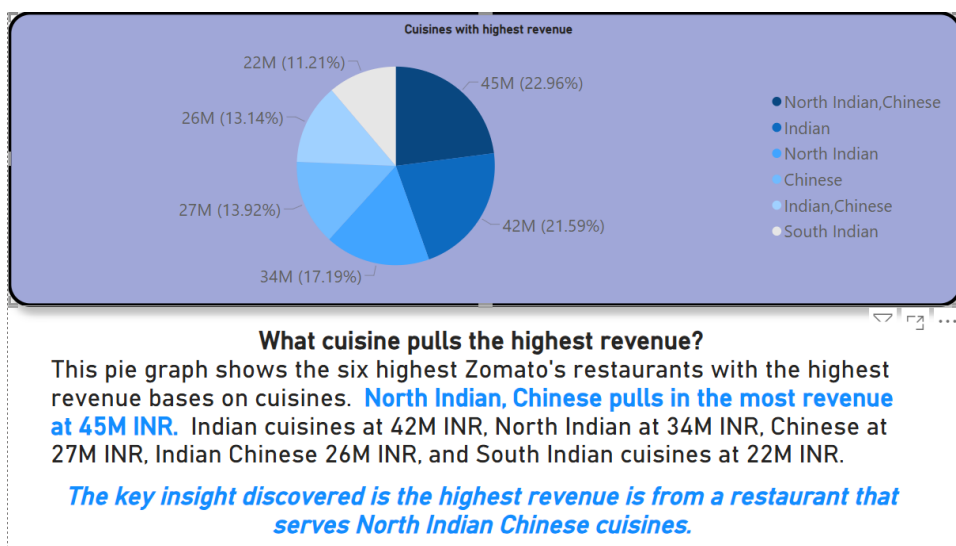 Cuisines with highest revenue
22M (11.21%)
45M (22.96%)
26M (13.14%)
27M (13.92%)
42M (21.59%)
34M (17.19%)
North Indian,Chinese
Indian
North Indian
Chinese
Indian,Chinese
South Indian
What cuisine pulls the highest revenue?
This pie graph shows the six highest Zomato's restaurants with the highest
revenue bases on cuisines. North Indian, Chinese pulls in the most revenue
at 45M INR. Indian cuisines at 42M INR, North Indian at 34M INR, Chinese at
27M INR, Indian Chinese 26M INR, and South Indian cuisines at 22M INR.
The key insight discovered is the highest revenue is from a restaurant that
serves North Indian Chinese cuisines.